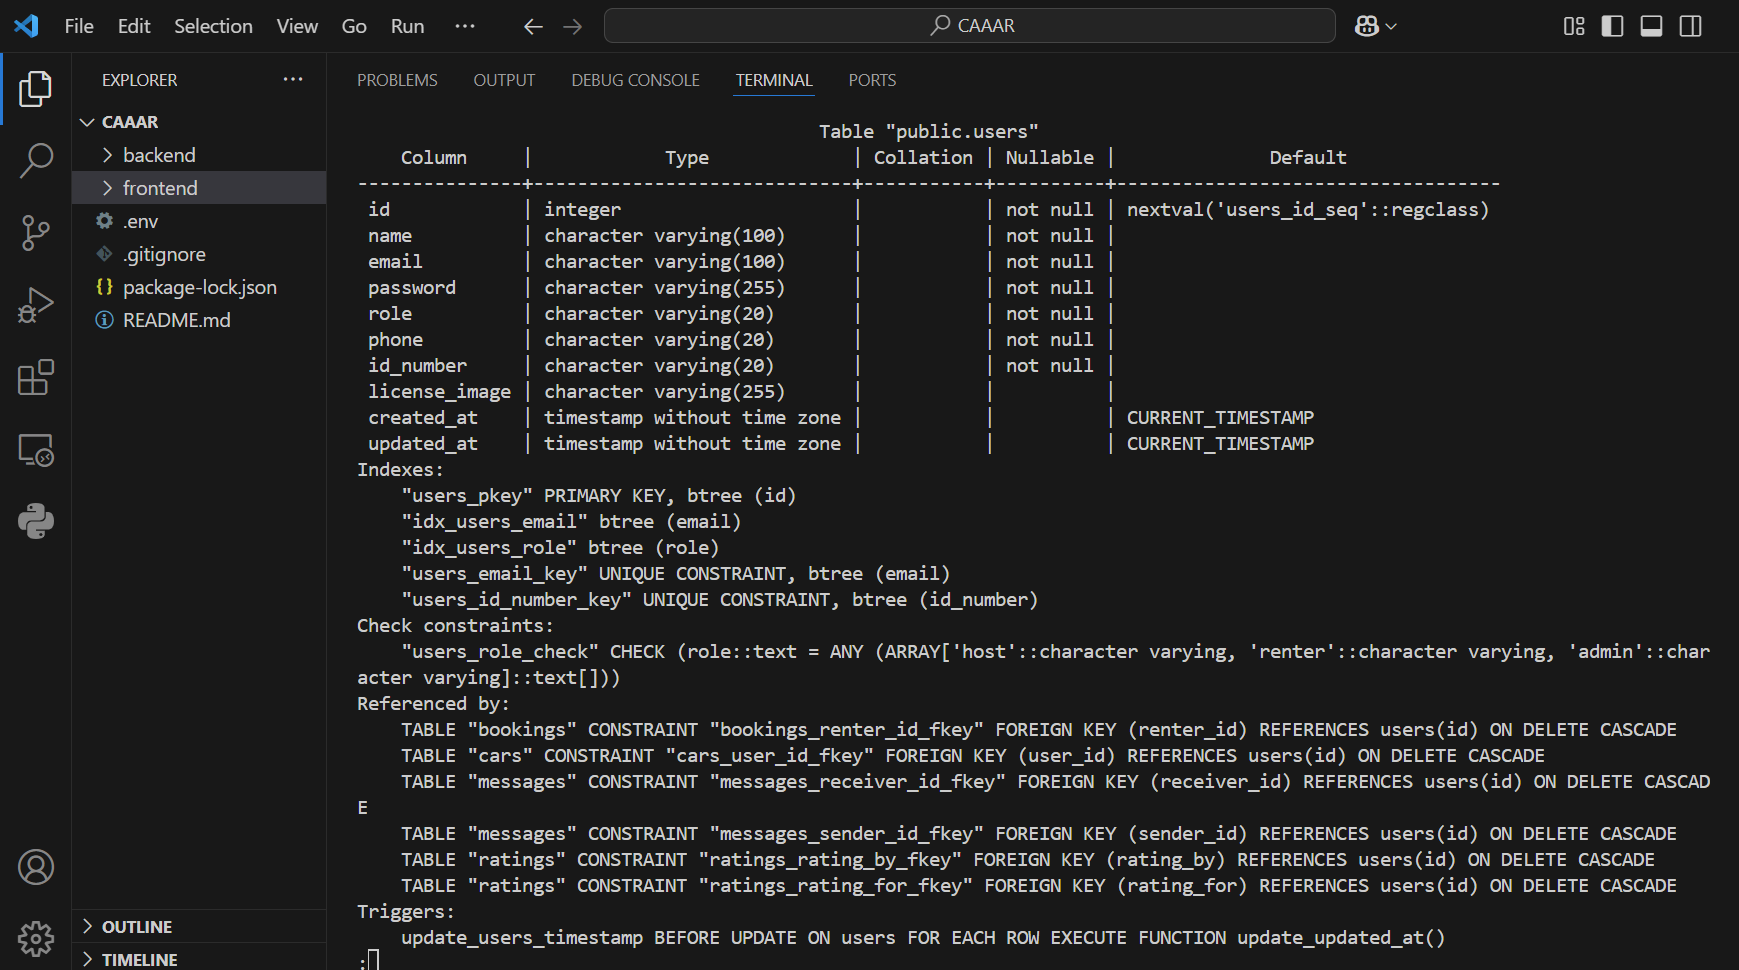 File Edit Selection View Go Run ··· ← → CAAAR
EXPLORER ···
CAAAR
backend
frontend
.env
.gitignore
{} package-lock.json
README.md
OUTLINE
TIMELINE
PROBLEMS OUTPUT DEBUG CONSOLE TERMINAL PORTS
Table "public.users"
Column | Type | Collation | Nullable | Default
---------------+-----------------------------+-----------+----------+-----------------------------------
id | integer | | not null | nextval('users_id_seq'::regclass)
name | character varying(100) | | not null |
email | character varying(100) | | not null |
password | character varying(255) | | not null |
role | character varying(20) | | not null |
phone | character varying(20) | | not null |
id_number | character varying(20) | | not null |
license_image | character varying(255) | | |
created_at | timestamp without time zone | | | CURRENT_TIMESTAMP
updated_at | timestamp without time zone | | | CURRENT_TIMESTAMP
Indexes:
"users_pkey" PRIMARY KEY, btree (id)
"idx_users_email" btree (email)
"idx_users_role" btree (role)
"users_email_key" UNIQUE CONSTRAINT, btree (email)
"users_id_number_key" UNIQUE CONSTRAINT, btree (id_number)
Check constraints:
"users_role_check" CHECK (role::text = ANY (ARRAY['host'::character varying, 'renter'::character varying, 'admin'::char
acter varying]::text[]))
Referenced by:
TABLE "bookings" CONSTRAINT "bookings_renter_id_fkey" FOREIGN KEY (renter_id) REFERENCES users(id) ON DELETE CASCADE
TABLE "cars" CONSTRAINT "cars_user_id_fkey" FOREIGN KEY (user_id) REFERENCES users(id) ON DELETE CASCADE
TABLE "messages" CONSTRAINT "messages_receiver_id_fkey" FOREIGN KEY (receiver_id) REFERENCES users(id) ON DELETE CASCAD
E
TABLE "messages" CONSTRAINT "messages_sender_id_fkey" FOREIGN KEY (sender_id) REFERENCES users(id) ON DELETE CASCADE
TABLE "ratings" CONSTRAINT "ratings_rating_by_fkey" FOREIGN KEY (rating_by) REFERENCES users(id) ON DELETE CASCADE
TABLE "ratings" CONSTRAINT "ratings_rating_for_fkey" FOREIGN KEY (rating_for) REFERENCES users(id) ON DELETE CASCADE
Triggers:
update_users_timestamp BEFORE UPDATE ON users FOR EACH ROW EXECUTE FUNCTION update_updated_at()
: